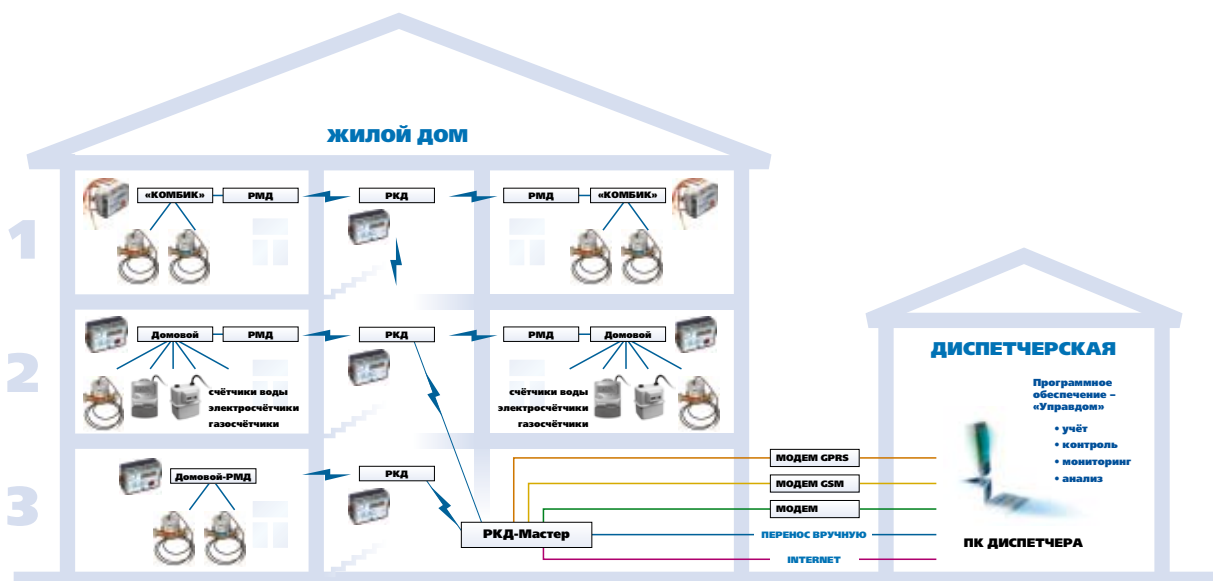 ЖИЛОЙ ДОМ
1
«КОМБИК»
РМД
РКД
РМД
«КОМБИК»
2
Домовой
РМД
РКД
РМД
Домовой
счётчики воды
электросчётчики
газосчётчики
счётчики воды
электросчётчики
газосчётчики
3
Домовой-РМД
РКД
РКД-Мастер
МОДЕМ GPRS
МОДЕМ GSM
МОДЕМ
ПЕРЕНОС ВРУЧНУЮ
INTERNET
ДИСПЕТЧЕРСКАЯ
Программное
обеспечение –
«Управдом»
• учёт
• контроль
• мониторинг
• анализ
ПК ДИСПЕТЧЕРА